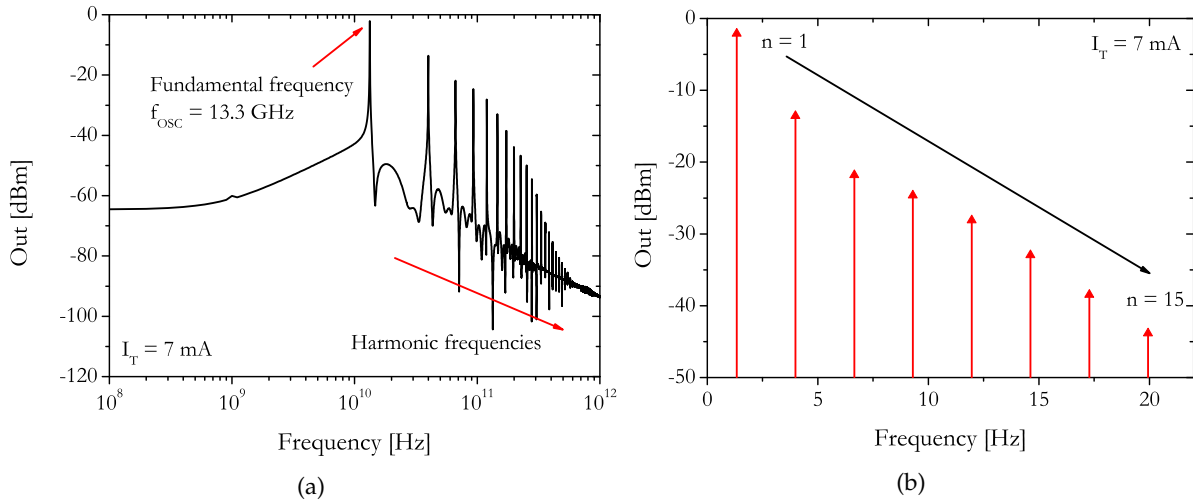 0
-20
-40
-60
-80
-100
-120
Out [dBm]
Fundamental frequency
f_OSC = 13.3 GHz
Harmonic frequencies
I_T = 7 mA
10^8
10^9
10^10
10^11
10^12
Frequency [Hz]
(a)
0
-10
-20
-30
-40
-50
Out [dBm]
n = 1
I_T = 7 mA
n = 15
0
5
10
15
20
Frequency [Hz]
(b)